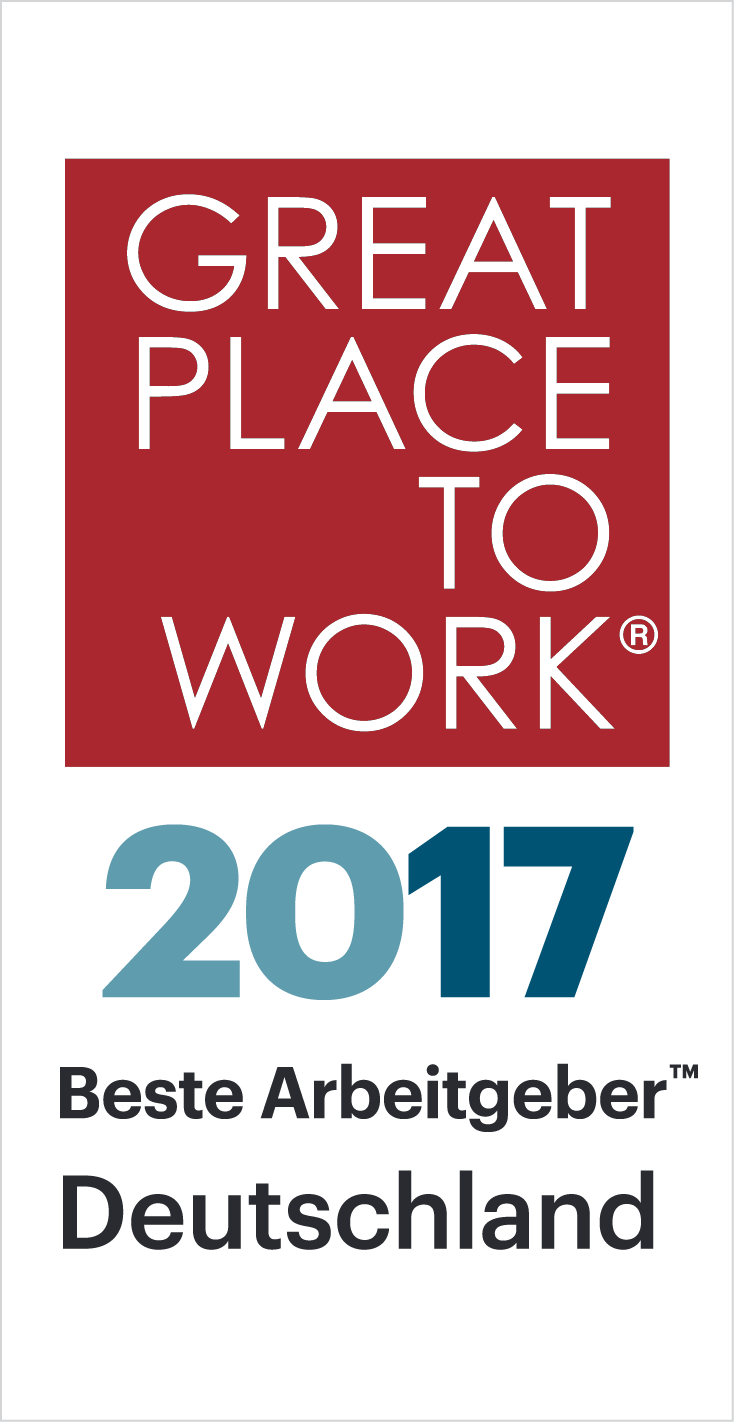 GREAT
PLACE
TO
WORK®
2017
Beste Arbeitgeber™
Deutschland